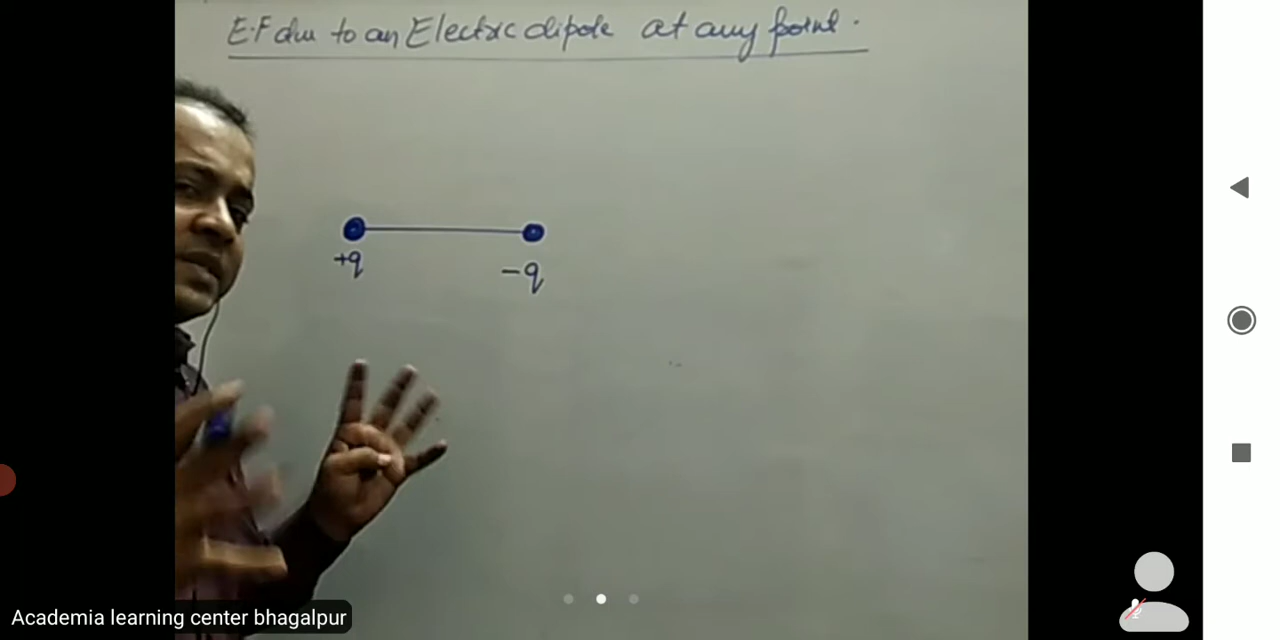 E.F due to an Electric dipole at any point.
+q
-q
Academia learning center bhagalpur